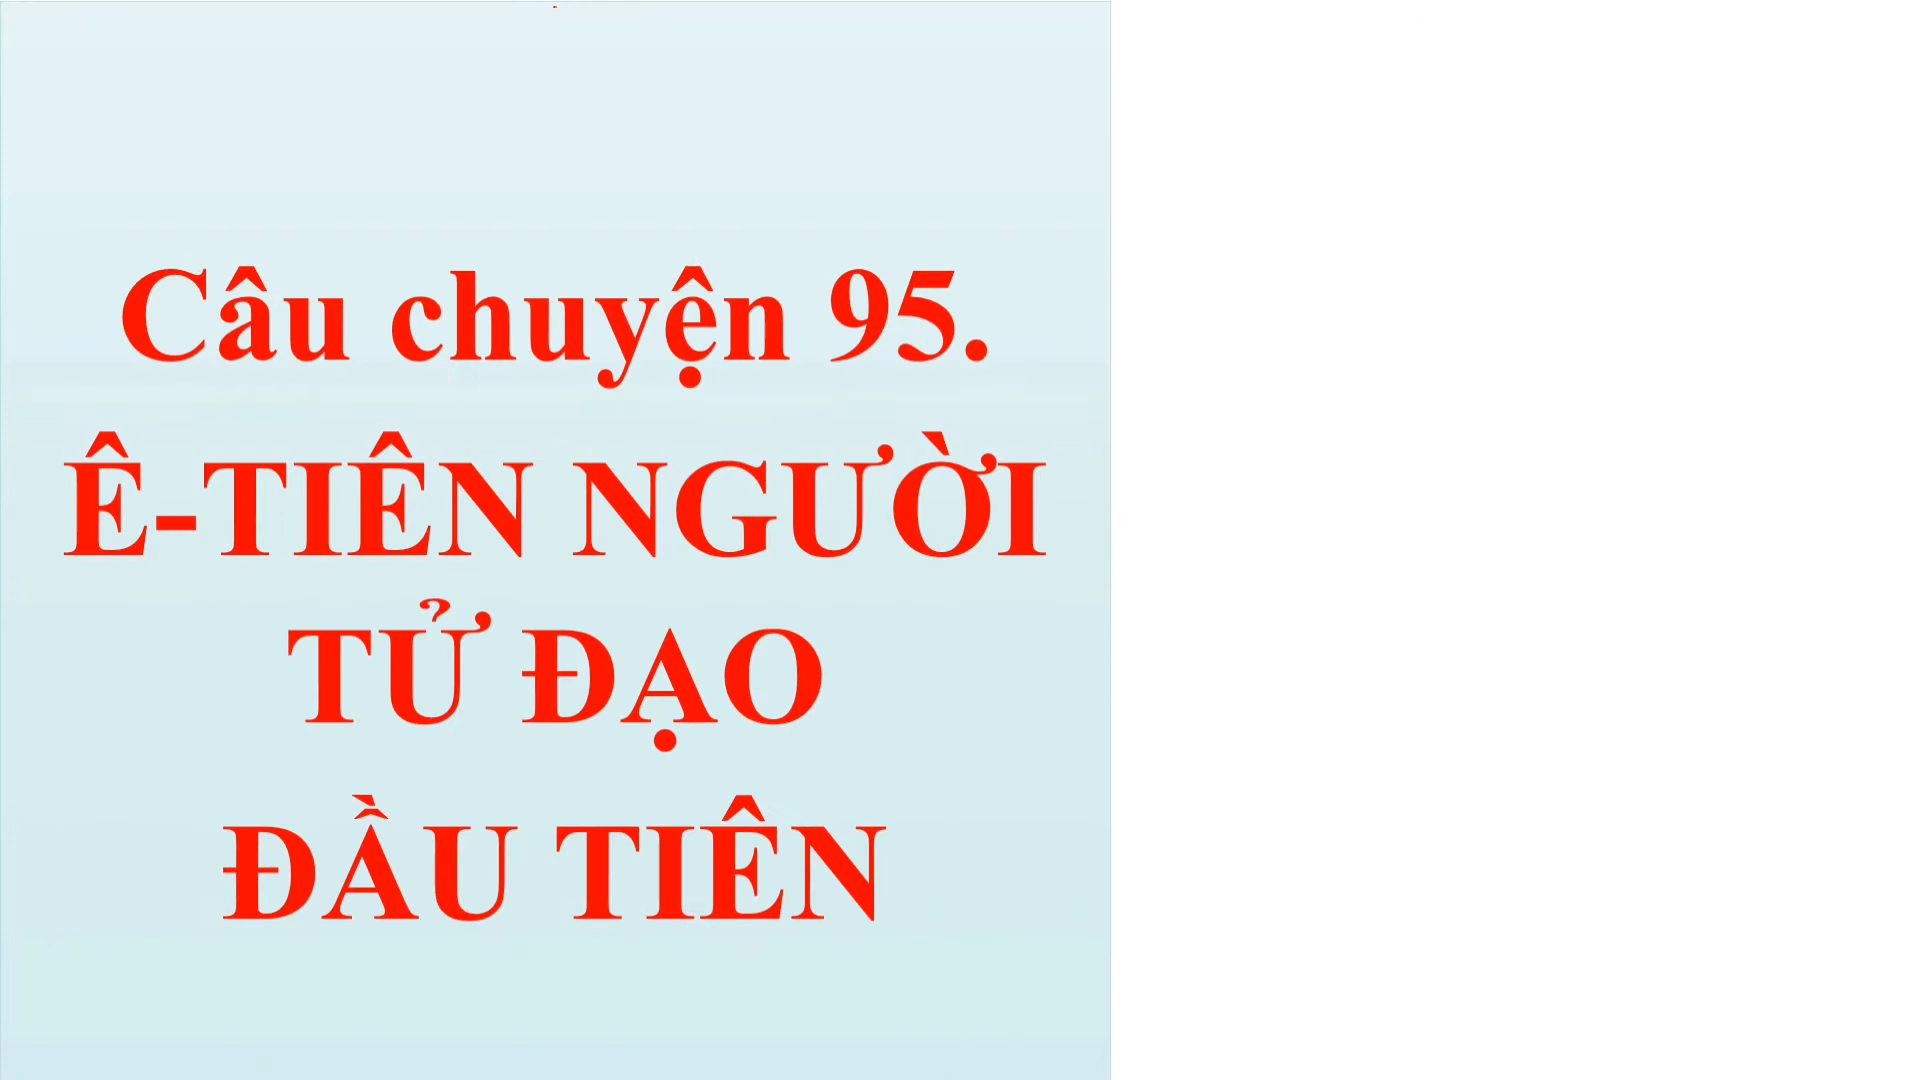 Câu chuyện 95.
Ê-TIÊN NGƯỜI
TỬ ĐẠO
ĐẦU TIÊN